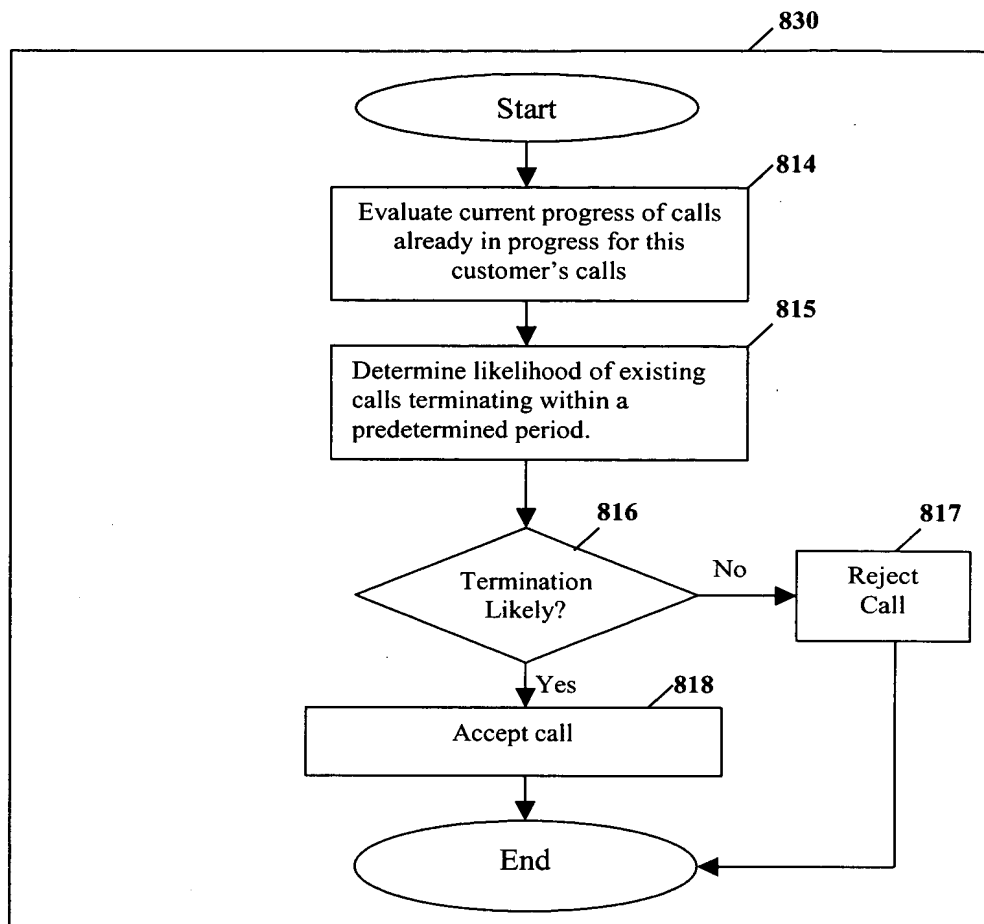 830
Start
814
Evaluate current progress of calls
already in progress for this
customer's calls
815
Determine likelihood of existing
calls terminating within a
predetermined period.
816
Termination
Likely?
No
817
Reject
Call
Yes
818
Accept call
End